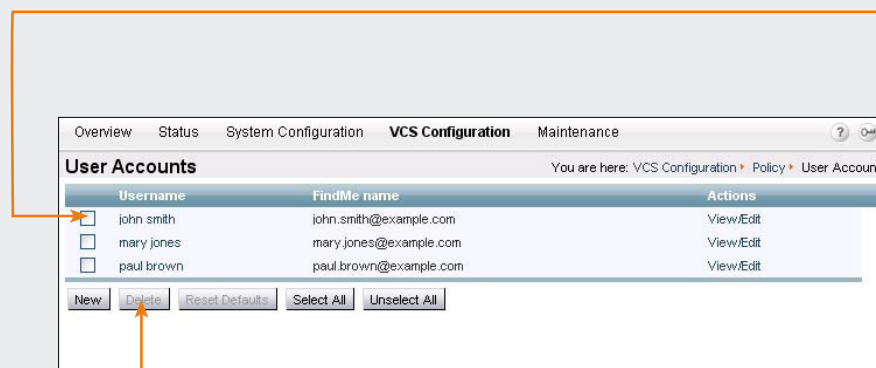 Overview Status System Configuration VCS Configuration Maintenance ?
User Accounts You are here: VCS Configuration Policy User Accoun
Username FindMe name Actions
john smith john.smith@example.com View/Edit
mary jones mary.jones@example.com View/Edit
paul brown paul.brown@example.com View/Edit
New Delete Reset Defaults Select All Unselect All